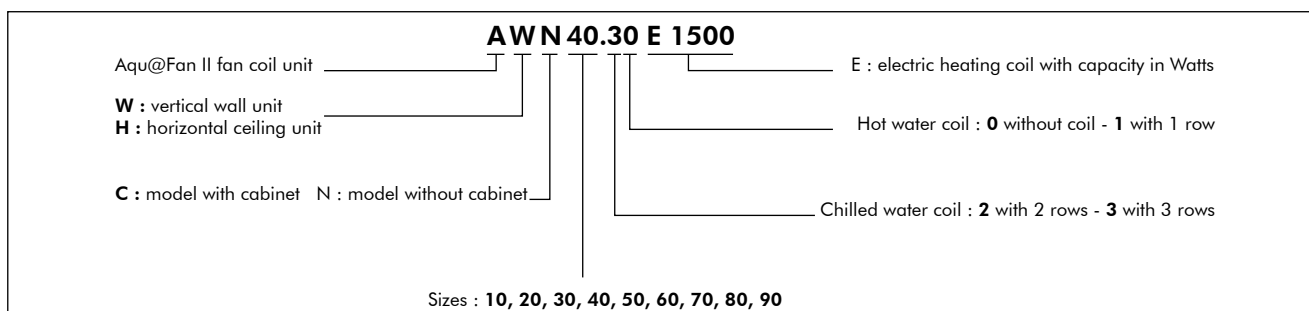 AWN40.30 E 1500
Aqu@Fan II fan coil unit
E : electric heating coil with capacity in Watts
W : vertical wall unit
H : horizontal ceiling unit
Hot water coil : 0 without coil - 1 with 1 row
C : model with cabinet N : model without cabinet
Chilled water coil : 2 with 2 rows - 3 with 3 rows
Sizes : 10, 20, 30, 40, 50, 60, 70, 80, 90